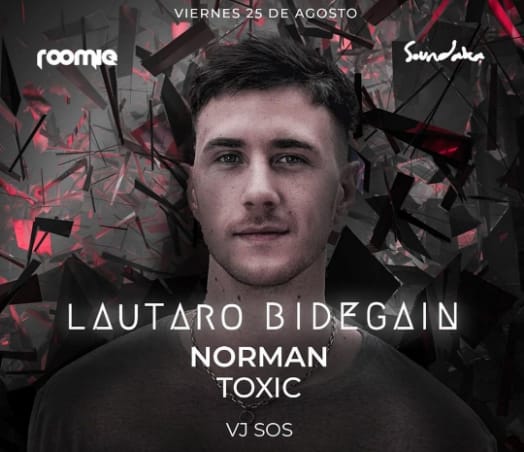 VIERNES 25 DE AGOSTO
roomie
Soundaka
LAUTARO BIDEGAIN
NORMAN
TOXIC
VJ SOS